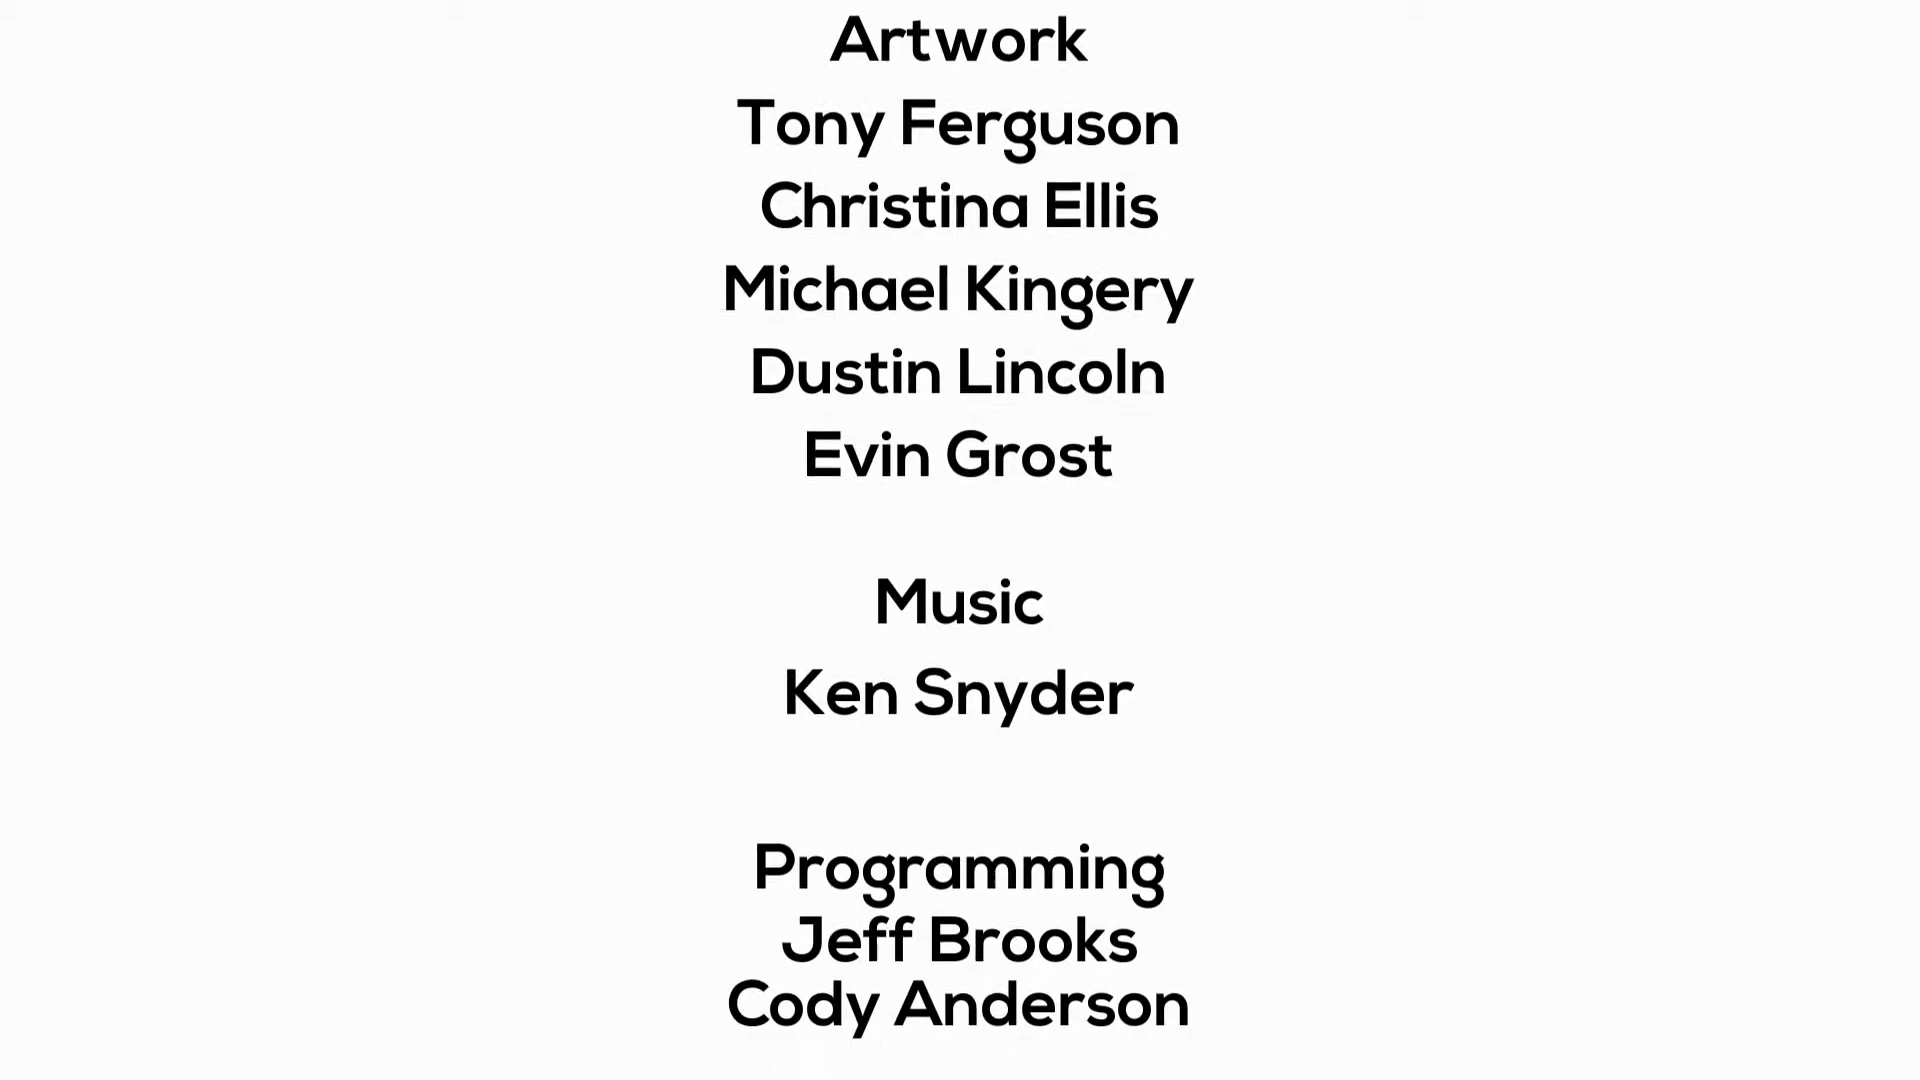 Artwork
Tony Ferguson
Christina Ellis
Michael Kingery
Dustin Lincoln
Evin Grost
Music
Ken Snyder
Programming
Jeff Brooks
Cody Anderson